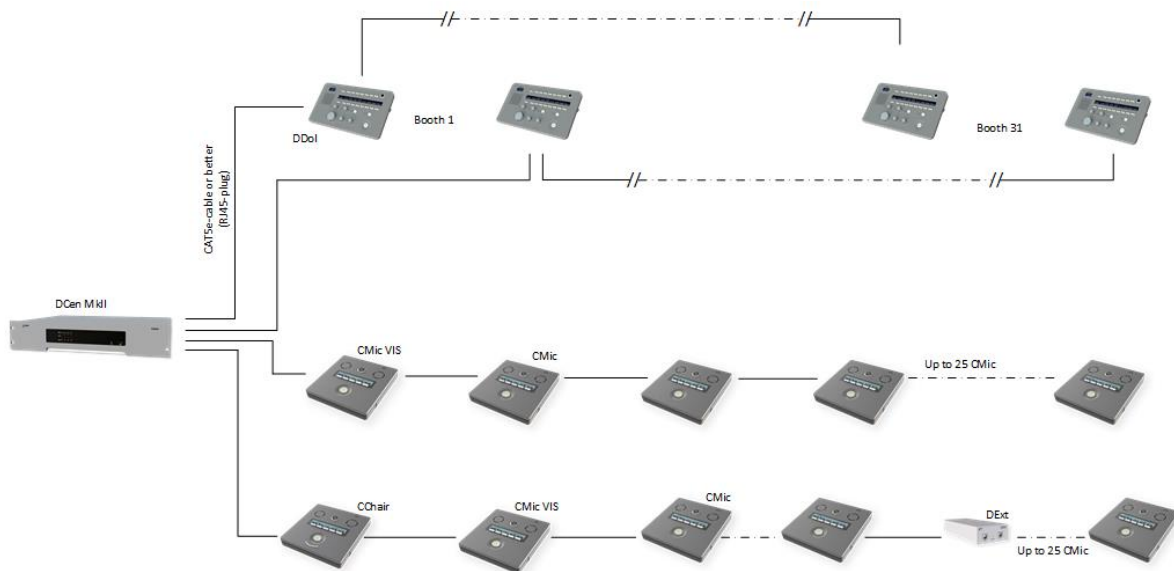 Booth 1
Booth 31
DDoI
CAT5e-cable or better
(RJ45-plug)
DCen MkII
CMic VIS
CMic
Up to 25 CMic
CChair
CMic VIS
CMic
DExt
Up to 25 CMic